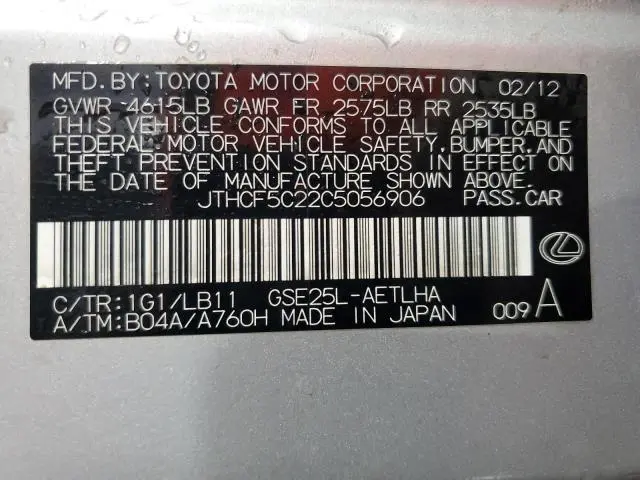 MFD. BY: TOYOTA MOTOR CORPORATION 02/12
GVWR 4615LB GAWR FR 2575LB RR 2535LB
THIS VEHICLE CONFORMS TO ALL APPLICABLE
FEDERAL MOTOR VEHICLE SAFETY, BUMPER, AND
THEFT PREVENTION STANDARDS IN EFFECT ON
THE DATE OF MANUFACTURE SHOWN ABOVE.
JTHCF5C22C5056906 PASS. CAR
C/TR: 1G1/LB11 GSE25L-AETLHA
A/TM: B04A/A760H MADE IN JAPAN 009 A